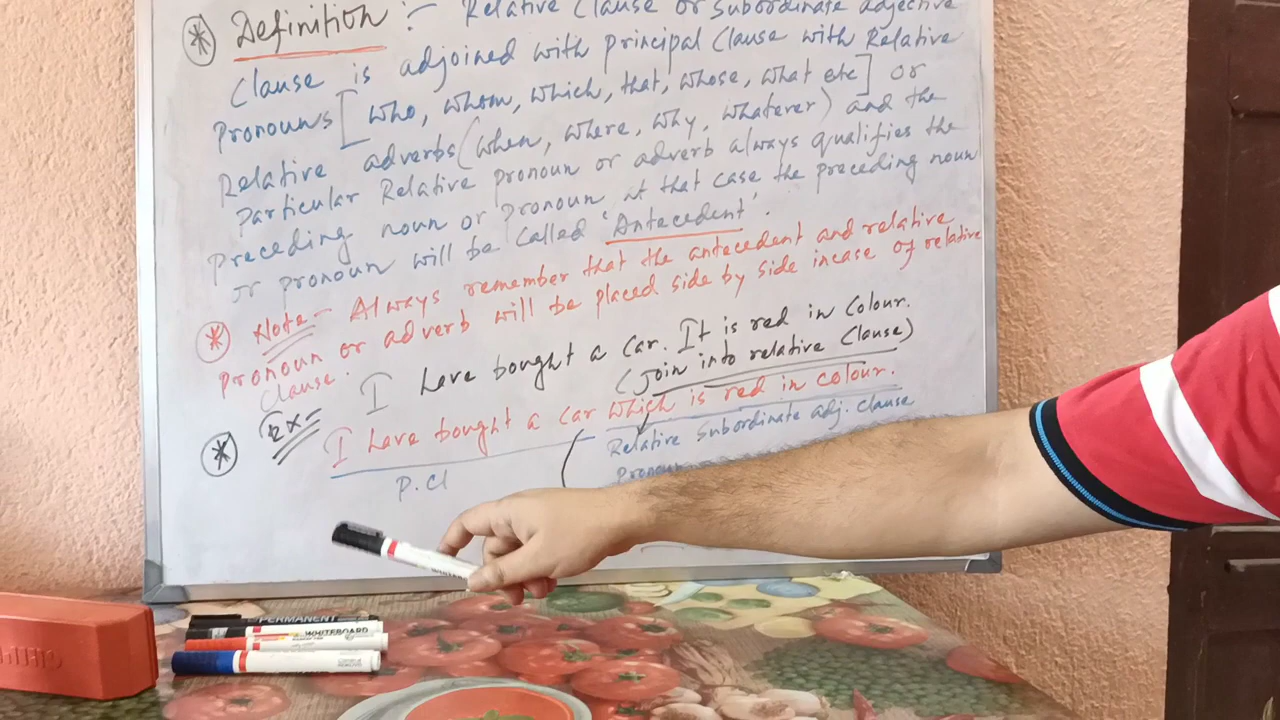 * Definition :- Relative Clause or Subordinate adjective
Clause is adjoined with principal Clause with Relative
Pronouns [ who, whom, which, that, whose, what etc] or
Relative adverbs (when, where, why, whatever) and the
Particular Relative pronoun or adverb always qualifies the
preceding noun or pronoun at that case the preceding noun
or pronoun will be called 'Antecedent'.
* Note - Always remember that the antecedent and relative
pronoun or adverb will be placed side by side incase of relative
clause.
* Ex:- I have bought a car. It is red in colour.
(Join into relative clause)
I have bought a car which is red in colour.
P.Cl
Relative Subordinate adj. clause
Pronoun
PERMANENT
WHITEBOARD